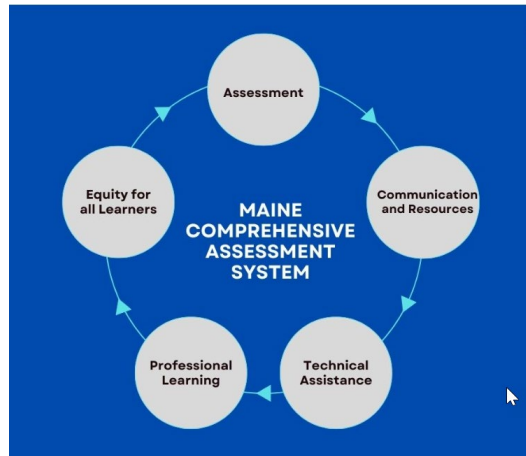 Assessment
Communication
and Resources
Technical
Assistance
Professional
Learning
Equity for
all Learners
MAINE
COMPREHENSIVE
ASSESSMENT
SYSTEM